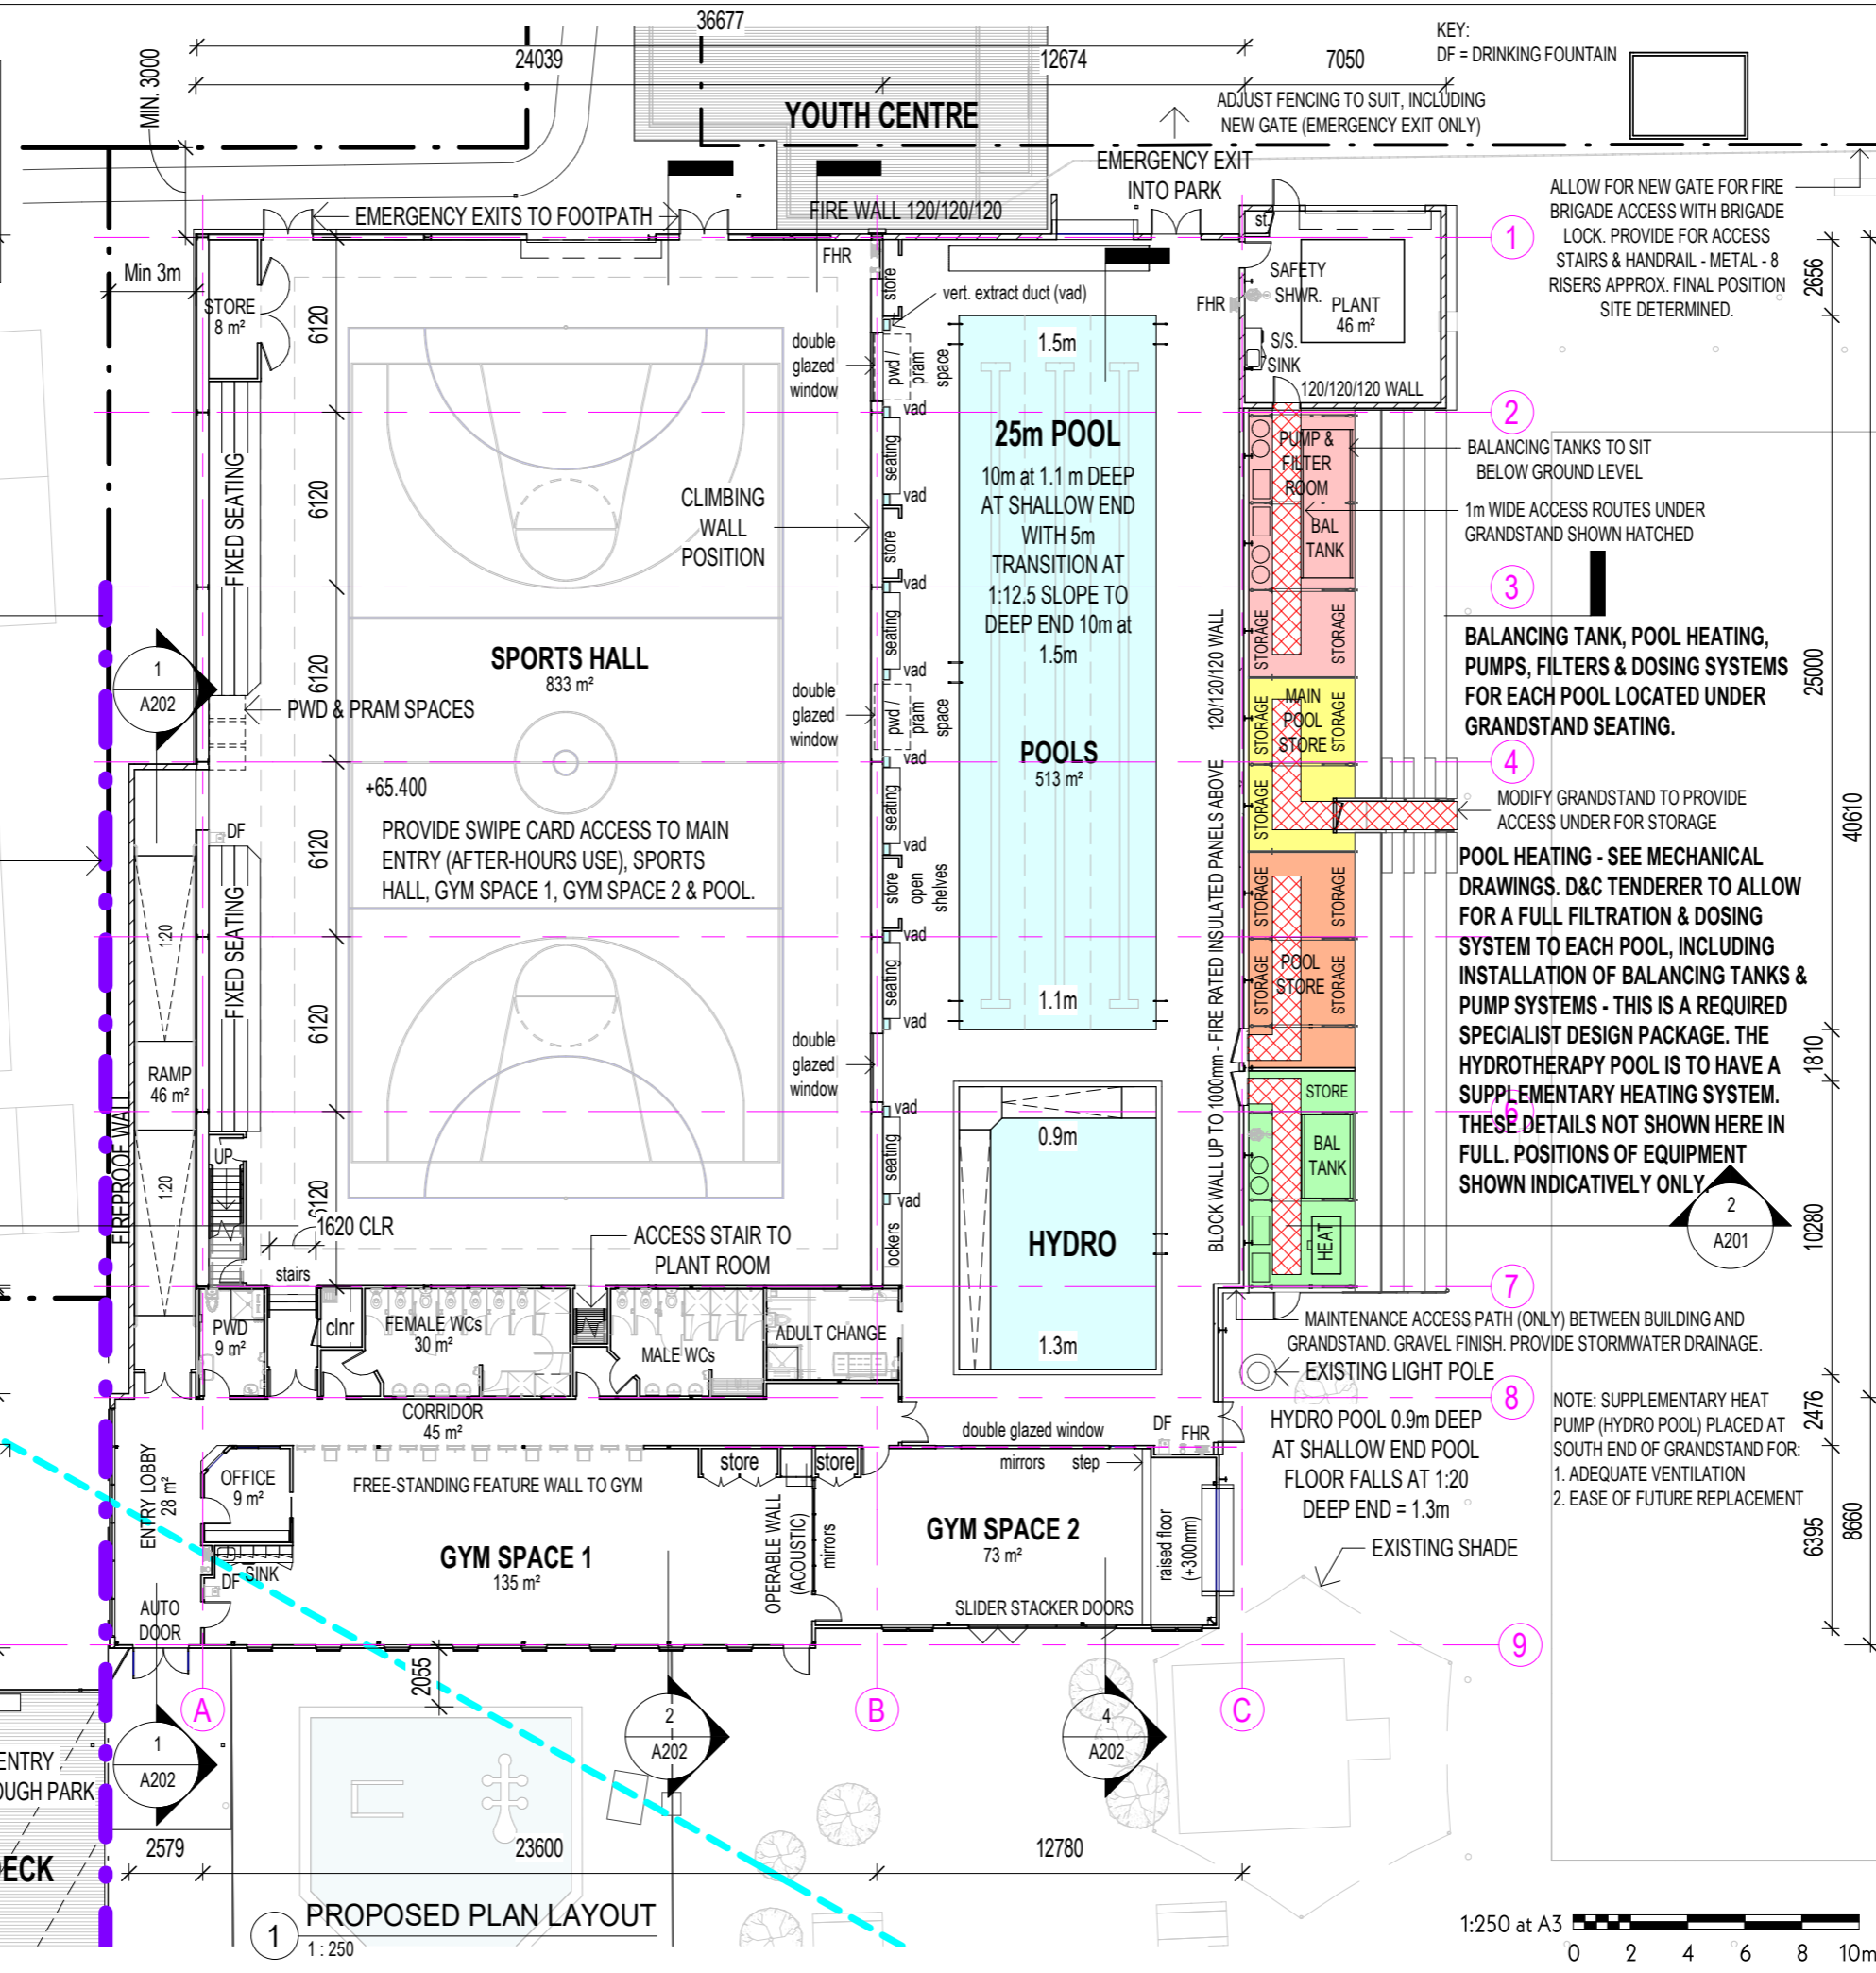 36677
24039
12674
7050
KEY:
DF = DRINKING FOUNTAIN
MIN. 3000
YOUTH CENTRE
ADJUST FENCING TO SUIT, INCLUDING
NEW GATE (EMERGENCY EXIT ONLY)
EMERGENCY EXIT
INTO PARK
EMERGENCY EXITS TO FOOTPATH
FIRE WALL 120/120/120
ALLOW FOR NEW GATE FOR FIRE
BRIGADE ACCESS WITH BRIGADE
LOCK. PROVIDE FOR ACCESS
STAIRS & HANDRAIL - METAL - 8
RISERS APPROX. FINAL POSITION
SITE DETERMINED.
1
2656
Min 3m
STORE
8 m²
6120
FHR
store
vert. extract duct (vad)
st
SAFETY
SHWR.
FHR
PLANT
46 m²
S/S.
SINK
120/120/120 WALL
double
glazed
window
pwd /
pram
space
1.5m
vad
2
25m POOL
10m at 1.1 m DEEP
AT SHALLOW END
WITH 5m
TRANSITION AT
1:12.5 SLOPE TO
DEEP END 10m at
1.5m
PUMP &
FILTER
ROOM
BAL
TANK
BALANCING TANKS TO SIT
BELOW GROUND LEVEL
1m WIDE ACCESS ROUTES UNDER
GRANDSTAND SHOWN HATCHED
FIXED SEATING
6120
CLIMBING
WALL
POSITION
seating
vad
store
vad
3
seating
vad
SPORTS HALL
833 m²
6120
1
A202
PWD & PRAM SPACES
double
glazed
window
pwd /
pram
space
vad
POOLS
513 m²
120/120/120 WALL
BLOCK WALL UP TO 1000mm - FIRE RATED INSULATED PANELS ABOVE
STORAGE
STORAGE
MAIN
POOL
STORE
STORAGE
STORAGE
STORAGE
BALANCING TANK, POOL HEATING,
PUMPS, FILTERS & DOSING SYSTEMS
FOR EACH POOL LOCATED UNDER
GRANDSTAND SEATING.
25000
4
40610
MODIFY GRANDSTAND TO PROVIDE
ACCESS UNDER FOR STORAGE
+65.400
PROVIDE SWIPE CARD ACCESS TO MAIN
ENTRY (AFTER-HOURS USE), SPORTS
HALL, GYM SPACE 1, GYM SPACE 2 & POOL.
DF
6120
seating
vad
store
open
shelves
vad
FIXED SEATING
6120
seating
vad
1.1m
STORAGE
STORAGE
POOL
STORE
STORAGE
STORAGE
POOL HEATING - SEE MECHANICAL
DRAWINGS. D&C TENDERER TO ALLOW
FOR A FULL FILTRATION & DOSING
SYSTEM TO EACH POOL, INCLUDING
INSTALLATION OF BALANCING TANKS &
PUMP SYSTEMS - THIS IS A REQUIRED
SPECIALIST DESIGN PACKAGE. THE
HYDROTHERAPY POOL IS TO HAVE A
SUPPLEMENTARY HEATING SYSTEM.
THESE DETAILS NOT SHOWN HERE IN
FULL. POSITIONS OF EQUIPMENT
SHOWN INDICATIVELY ONLY.
1810
6
1:20
RAMP
46 m²
1:20
FIREPROOF WALL
double
glazed
window
vad
seating
vad
lockers
0.9m
HYDRO
1.3m
STORE
BAL
TANK
HEAT
2
A201
10280
UP
6120
1620 CLR
stairs
ACCESS STAIR TO
PLANT ROOM
7
PWD
9 m²
clnr
FEMALE WCs
30 m²
MALE WCs
ADULT CHANGE
MAINTENANCE ACCESS PATH (ONLY) BETWEEN BUILDING AND
GRANDSTAND. GRAVEL FINISH. PROVIDE STORMWATER DRAINAGE.
EXISTING LIGHT POLE
8
CORRIDOR
45 m²
double glazed window
DF
FHR
HYDRO POOL 0.9m DEEP
AT SHALLOW END POOL
FLOOR FALLS AT 1:20
DEEP END = 1.3m
NOTE: SUPPLEMENTARY HEAT
PUMP (HYDRO POOL) PLACED AT
SOUTH END OF GRANDSTAND FOR:
1. ADEQUATE VENTILATION
2. EASE OF FUTURE REPLACEMENT
2476
ENTRY LOBBY
28 m²
OFFICE
9 m²
FREE-STANDING FEATURE WALL TO GYM
store
store
mirrors
step
OPERABLE WALL
(ACOUSTIC)
mirrors
GYM SPACE 1
135 m²
GYM SPACE 2
73 m²
raised floor
(+300mm)
EXISTING SHADE
6395
8660
SINK
DF
AUTO
DOOR
SLIDER STACKER DOORS
9
2055
A
B
C
1
A202
2
A202
4
A202
ENTRY
OUGH PARK
ECK
2579
23600
12780
1
PROPOSED PLAN LAYOUT
1 : 250
1:250 at A3
0 2 4 6 8 10m